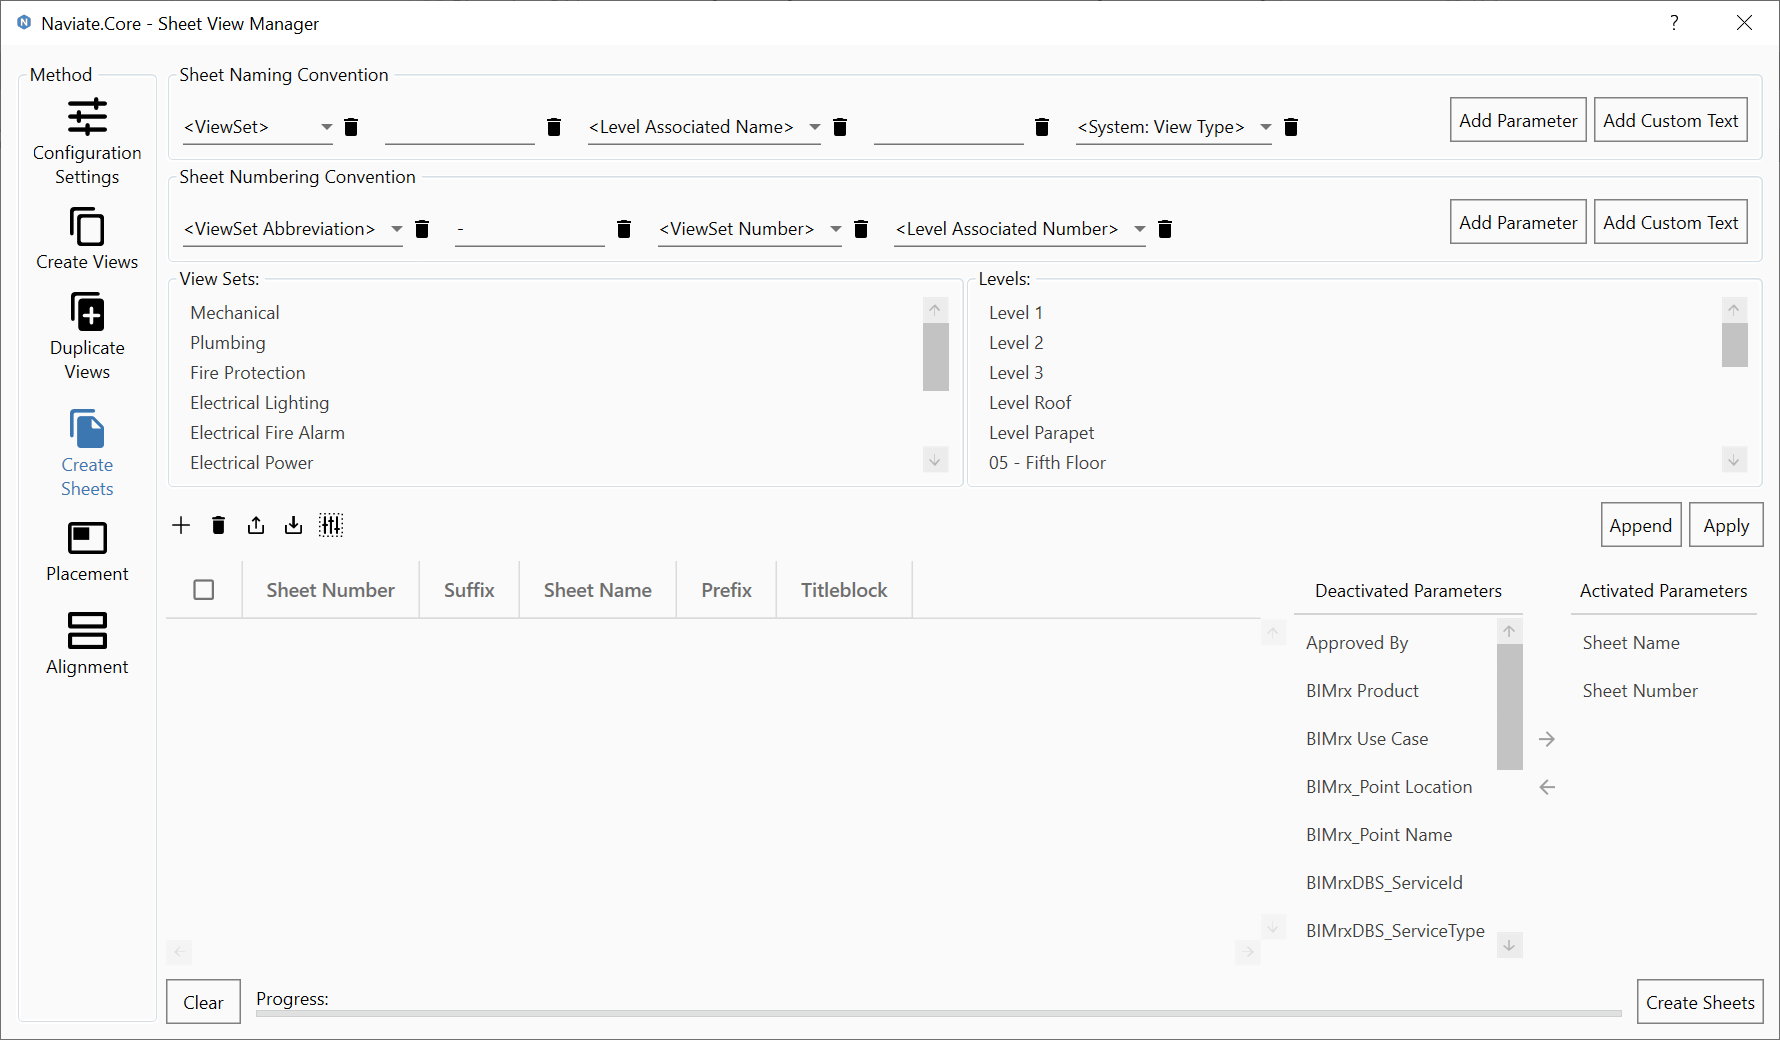 Naviate.Core - Sheet View Manager
?
Method
Configuration
Settings
Create Views
Duplicate
Views
Create
Sheets
Placement
Alignment
Sheet Naming Convention
<ViewSet>
<Level Associated Name>
<System: View Type>
Add Parameter
Add Custom Text
Sheet Numbering Convention
<ViewSet Abbreviation>
-
<ViewSet Number>
<Level Associated Number>
Add Parameter
Add Custom Text
View Sets:
Mechanical
Plumbing
Fire Protection
Electrical Lighting
Electrical Fire Alarm
Electrical Power
Levels:
Level 1
Level 2
Level 3
Level Roof
Level Parapet
05 - Fifth Floor
Append
Apply
Sheet Number
Suffix
Sheet Name
Prefix
Titleblock
Deactivated Parameters
Approved By
BIMrx Product
BIMrx Use Case
BIMrx_Point Location
BIMrx_Point Name
BIMrxDBS_ServiceId
BIMrxDBS_ServiceType
Activated Parameters
Sheet Name
Sheet Number
Clear
Progress:
Create Sheets